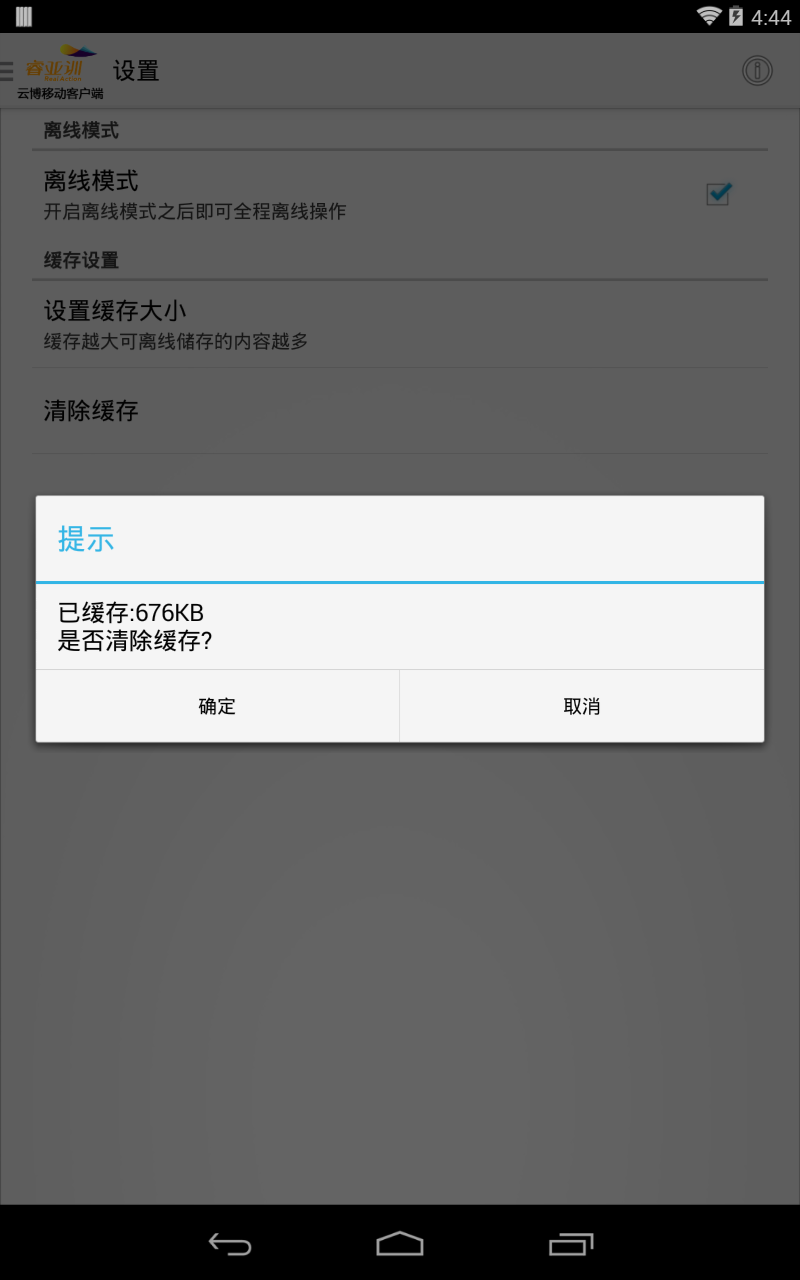 4:44
睿亚训
RealAction
云博移动客户端
设置
离线模式
离线模式
开启离线模式之后即可全程离线操作
缓存设置
设置缓存大小
缓存越大可离线储存的内容越多
清除缓存
提示
已缓存:676KB
是否清除缓存?
确定
取消